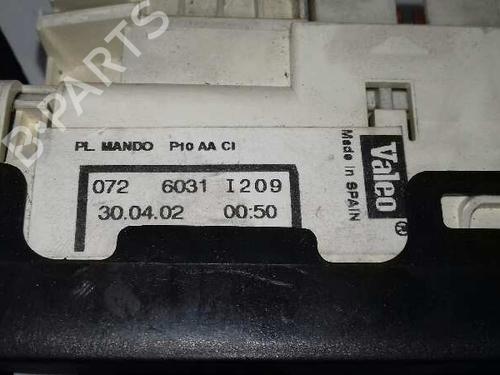 B-PARTS
PL. MANDO P10 AA CI
072 6031 I209
30.04.02 00:50
Made in SPAIN
Valeo